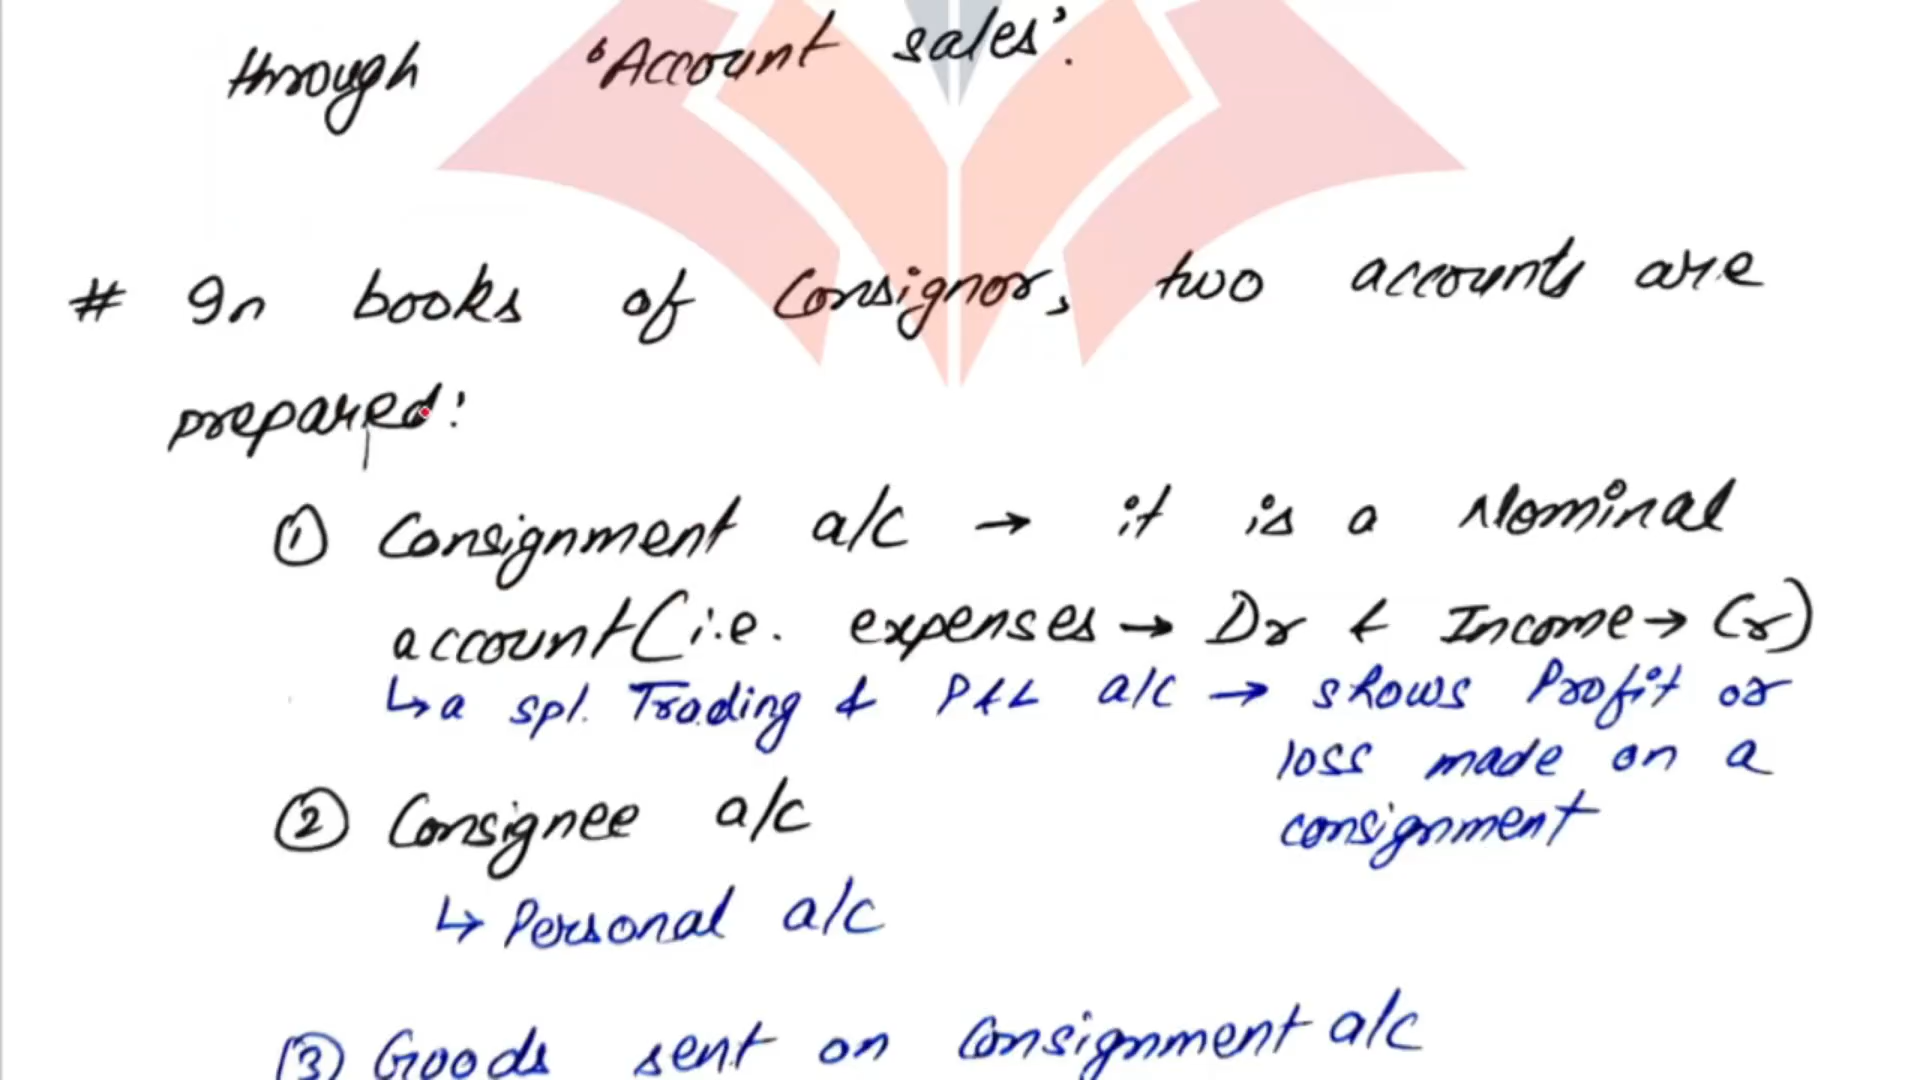 through 'Account sales'.
# In books of Consignor, two accounts are
prepared:
① Consignment a/c → it is a Nominal
account (i.e. expenses → Dr & Income → Cr)
↳ a spl. Trading & P&L a/c → shows Profit or
loss made on a
consignment
② Consignee a/c
↳ Personal a/c
③ Goods sent on Consignment a/c